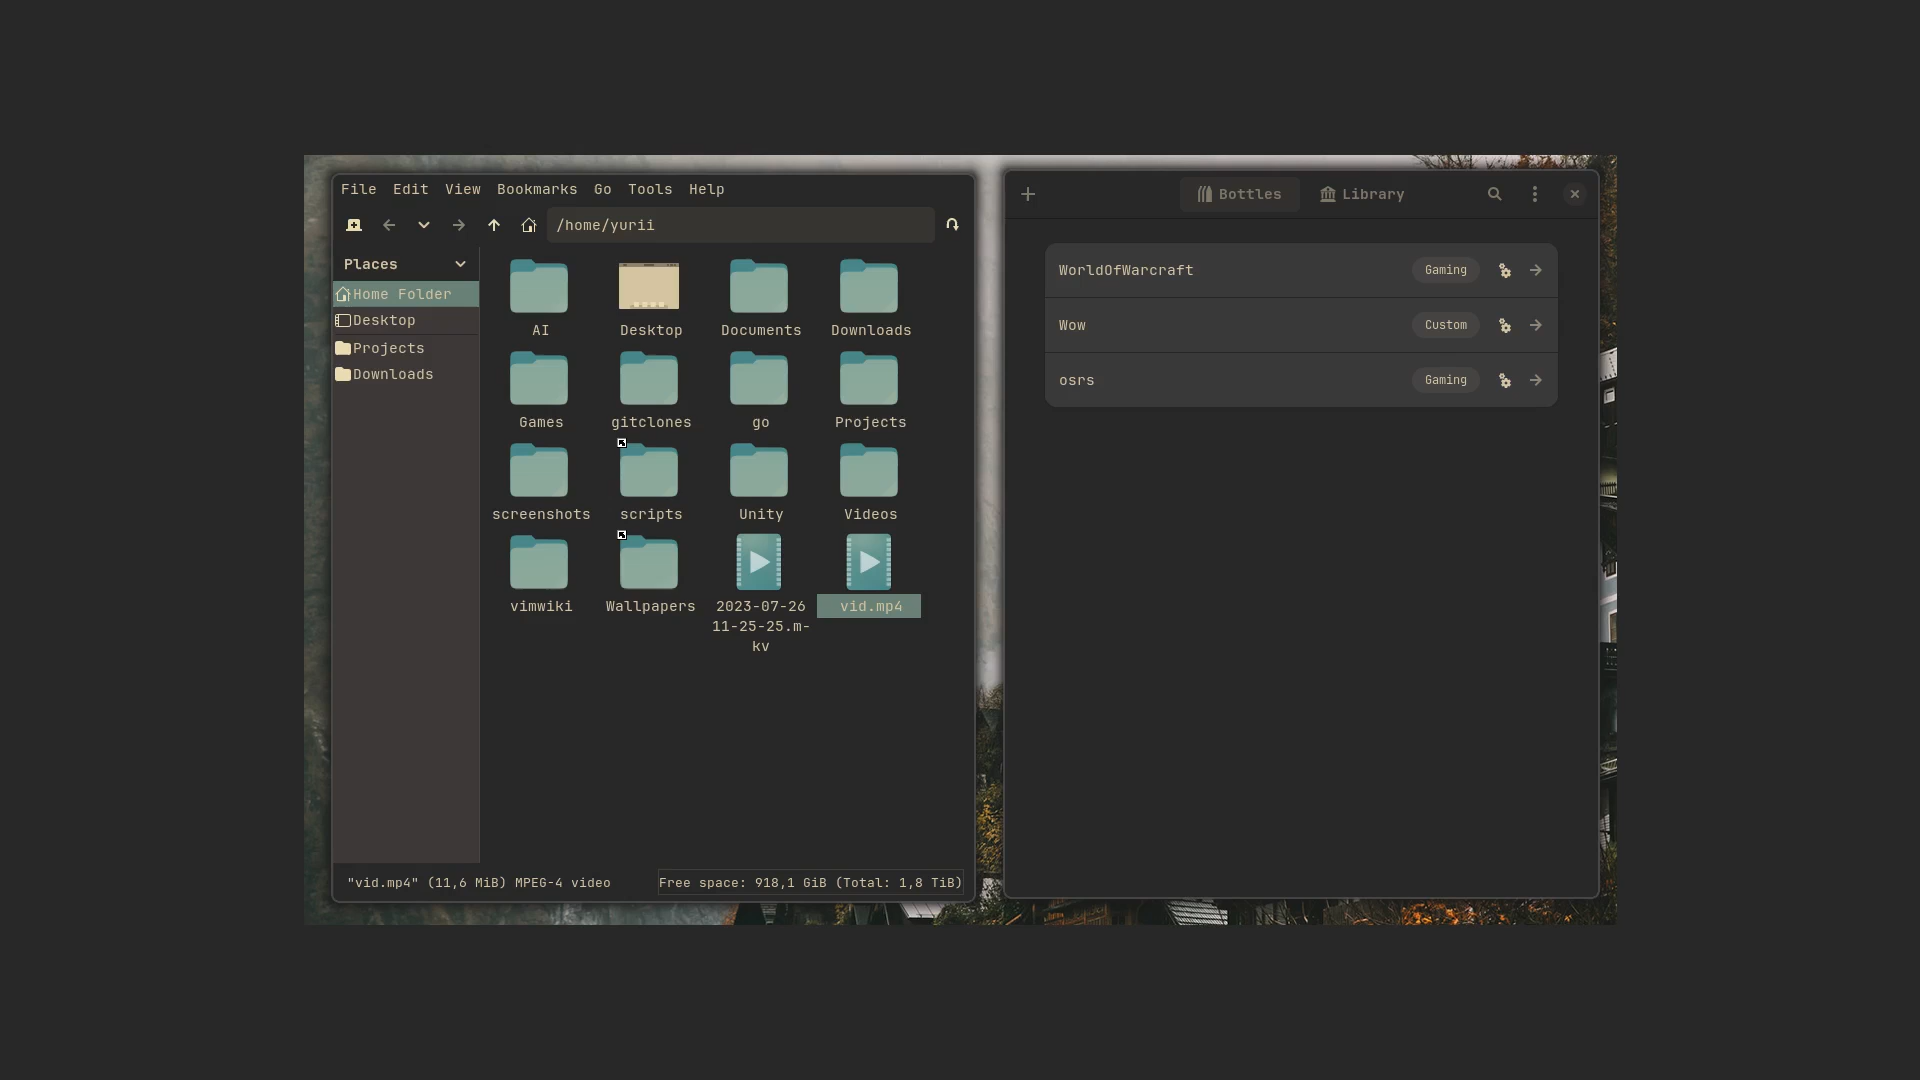 File Edit View Bookmarks Go Tools Help
/home/yurii
Places
Home Folder
Desktop
Projects
Downloads
AI Desktop Documents Downloads
Games gitclones go Projects
screenshots scripts Unity Videos
vimwiki Wallpapers 2023-07-26 vid.mp4
11-25-25.m-
kv
"vid.mp4" (11,6 MiB) MPEG-4 video Free space: 918,1 GiB (Total: 1,8 TiB)
Bottles Library
WorldOfWarcraft Gaming
Wow Custom
osrs Gaming